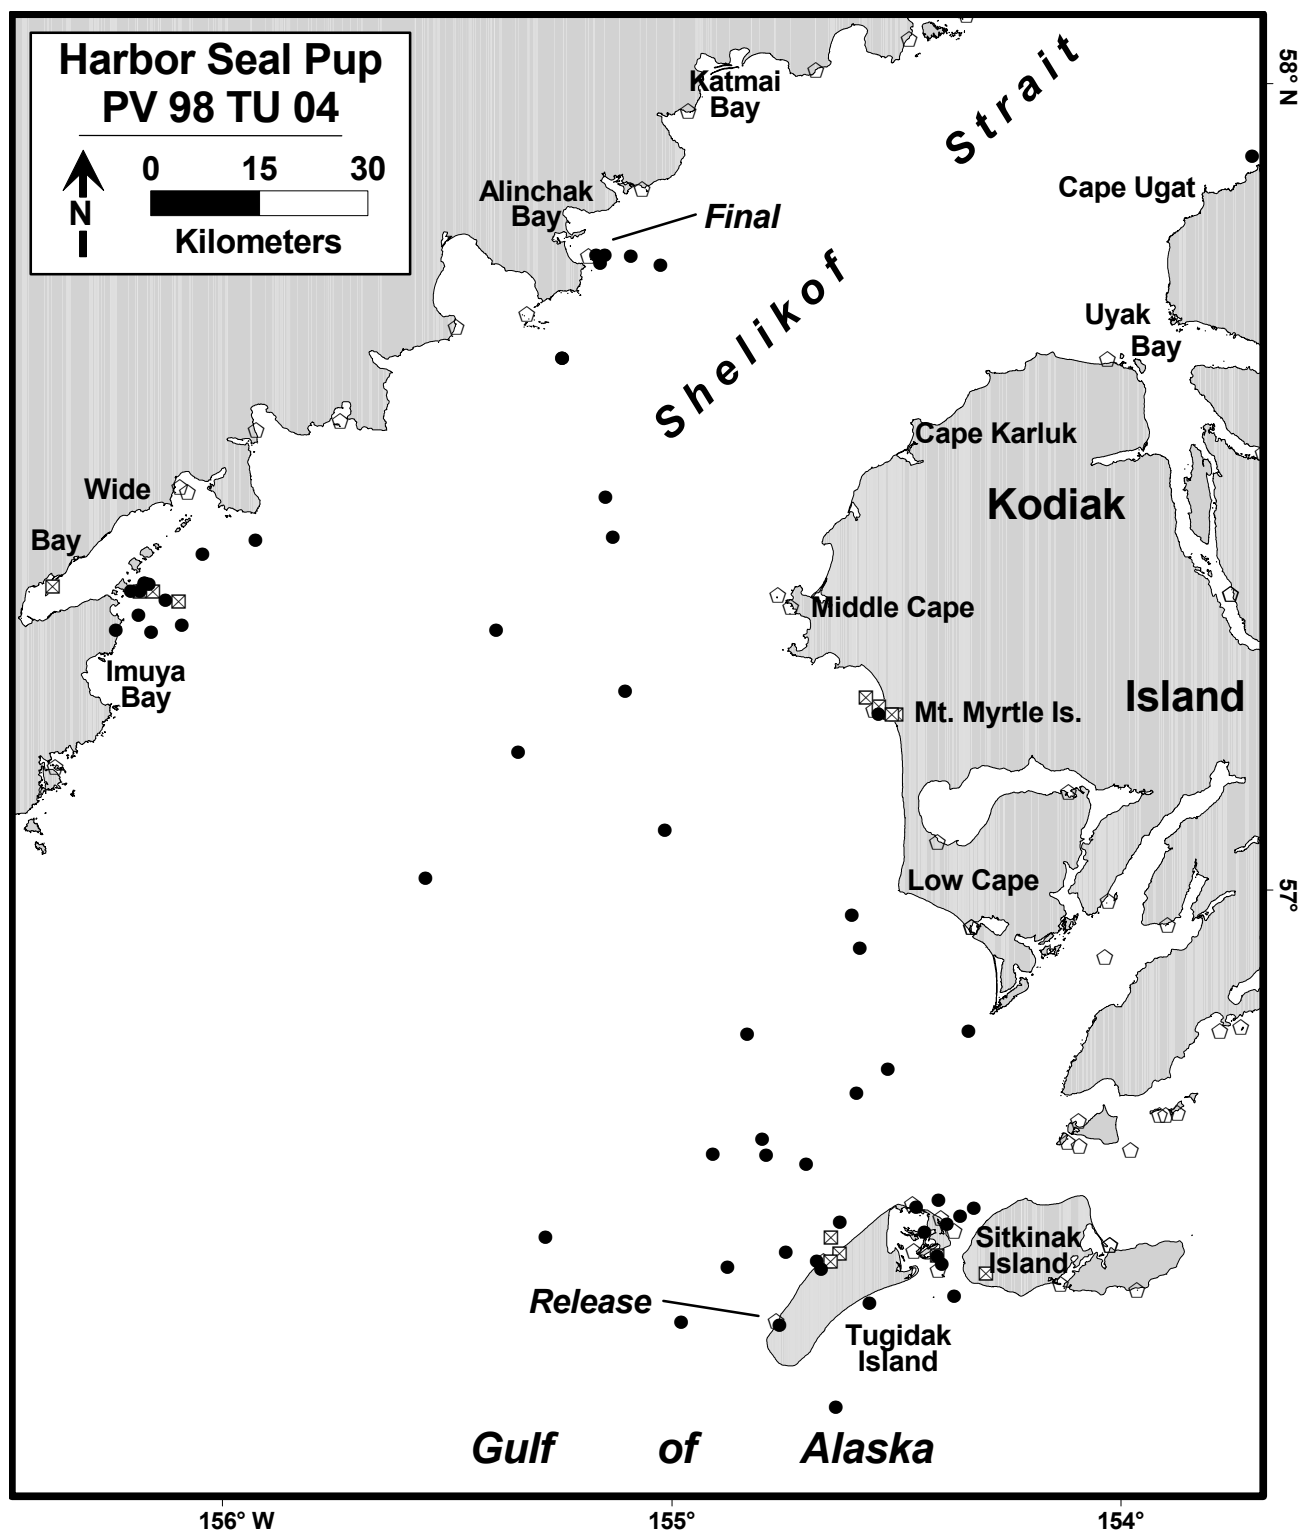 Harbor Seal Pup
PV 98 TU 04
0 15 30
N
Kilometers
Katmai
Bay
Strait
58° N
Cape Ugat
Alinchak
Bay
Final
Shelikof
Uyak
Bay
Cape Karluk
Kodiak
Wide
Bay
Middle Cape
Imuya
Bay
Island
Mt. Myrtle Is.
Low Cape
57°
Sitkinak
Island
Release
Tugidak
Island
Gulf of Alaska
156° W
155°
154°